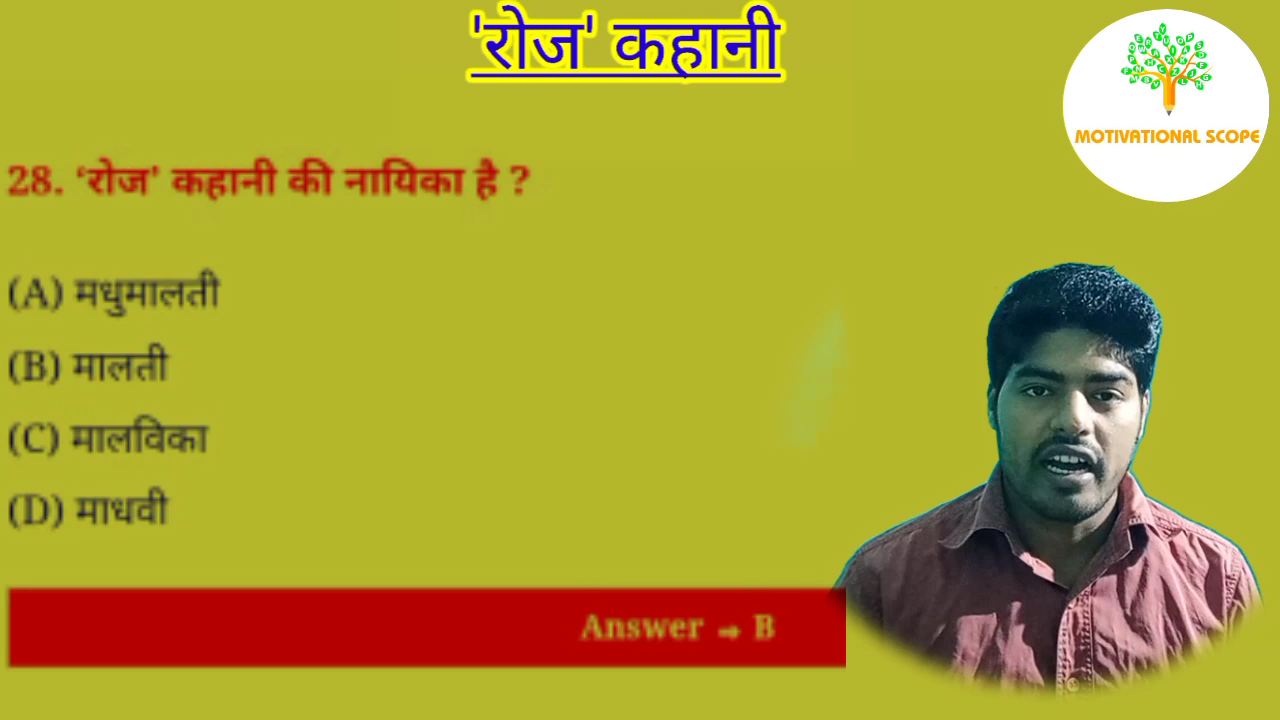 'रोज' कहानी
MOTIVATIONAL SCOPE
28. ‘रोज’ कहानी की नायिका है ?
(A) मधुमालती
(B) मालती
(C) मालविका
(D) माधवी
Answer ➡ B